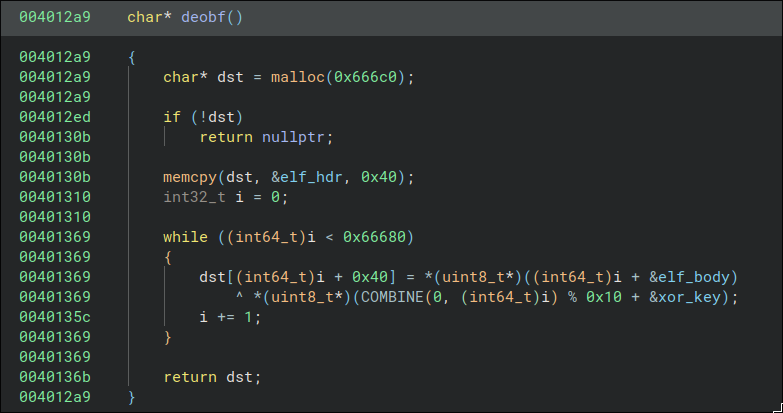 004012a9 char* deobf()
004012a9 {
004012a9 char* dst = malloc(0x666c0);
004012a9
004012ed if (!dst)
0040130b return nullptr;
0040130b
0040130b memcpy(dst, &elf_hdr, 0x40);
00401310 int32_t i = 0;
00401310
00401369 while ((int64_t)i < 0x66680)
00401369 {
00401369 dst[(int64_t)i + 0x40] = *(uint8_t*)((int64_t)i + &elf_body)
00401369 ^ *(uint8_t*)(COMBINE(0, (int64_t)i) % 0x10 + &xor_key);
0040135c i += 1;
00401369 }
00401369
0040136b return dst;
004012a9 }